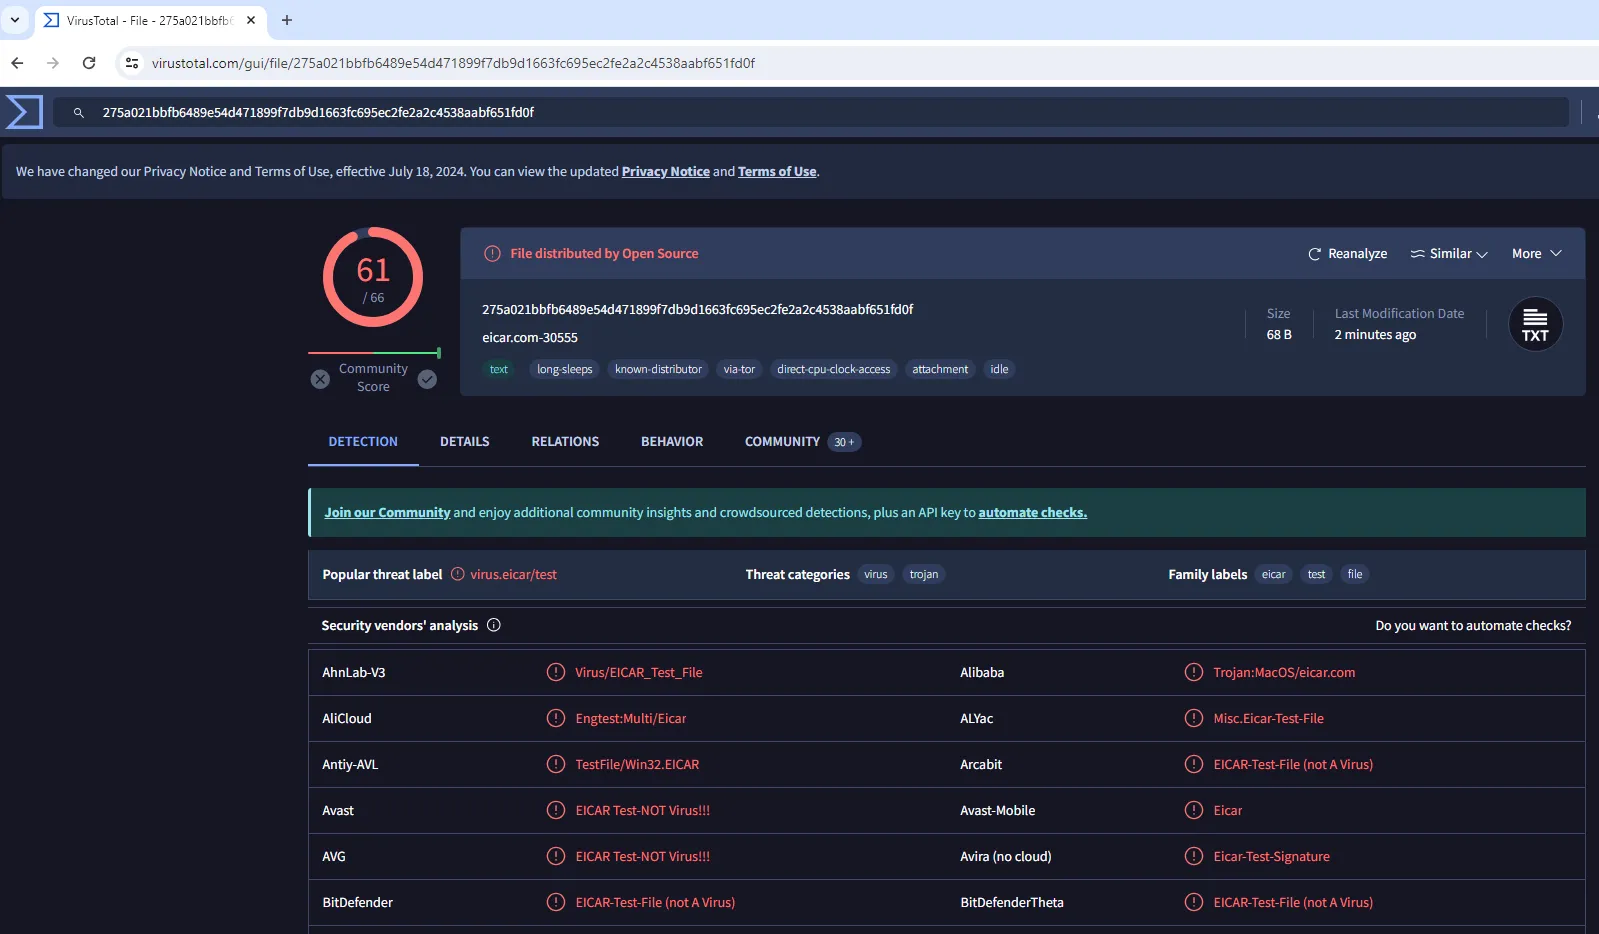 VirusTotal - File - 275a021bbfb6
virustotal.com/gui/file/275a021bbfb6489e54d471899f7db9d1663fc695ec2fe2a2c4538aabf651fd0f
275a021bbfb6489e54d471899f7db9d1663fc695ec2fe2a2c4538aabf651fd0f
We have changed our Privacy Notice and Terms of Use, effective July 18, 2024. You can view the updated Privacy Notice and Terms of Use.
61
/ 66
Community
Score
File distributed by Open Source
Reanalyze Similar More
275a021bbfb6489e54d471899f7db9d1663fc695ec2fe2a2c4538aabf651fd0f
eicar.com-30555
Size
68 B
Last Modification Date
2 minutes ago
TXT
text long-sleeps known-distributor via-tor direct-cpu-clock-access attachment idle
DETECTION DETAILS RELATIONS BEHAVIOR COMMUNITY 30 +
Join our Community and enjoy additional community insights and crowdsourced detections, plus an API key to automate checks.
Popular threat label virus.eicar/test Threat categories virus trojan Family labels eicar test file
Security vendors' analysis Do you want to automate checks?
AhnLab-V3 Virus/EICAR_Test_File Alibaba Trojan:MacOS/eicar.com
AliCloud Engtest:Multi/Eicar ALYac Misc.Eicar-Test-File
Antiy-AVL TestFile/Win32.EICAR Arcabit EICAR-Test-File (not A Virus)
Avast EICAR Test-NOT Virus!!! Avast-Mobile Eicar
AVG EICAR Test-NOT Virus!!! Avira (no cloud) Eicar-Test-Signature
BitDefender EICAR-Test-File (not A Virus) BitDefenderTheta EICAR-Test-File (not A Virus)